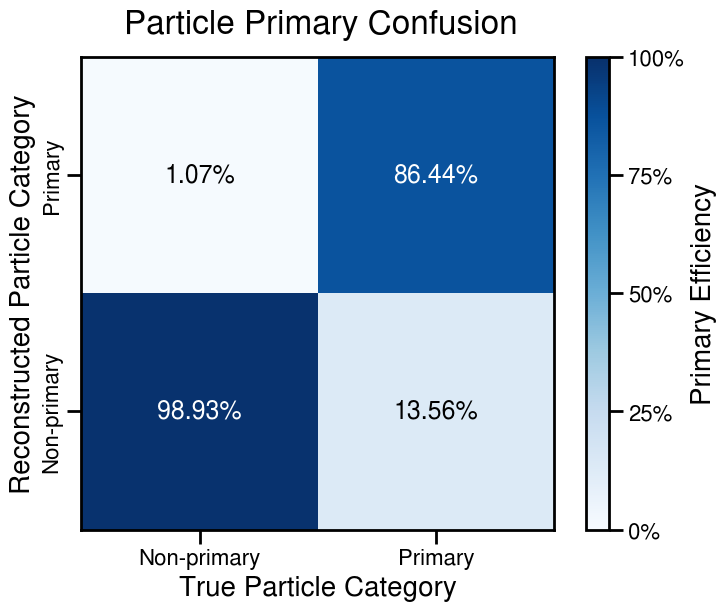 Particle Primary Confusion
Reconstructed Particle Category
Primary
Non-primary
1.07%
86.44%
98.93%
13.56%
Non-primary
Primary
True Particle Category
100%
75%
50%
25%
0%
Primary Efficiency